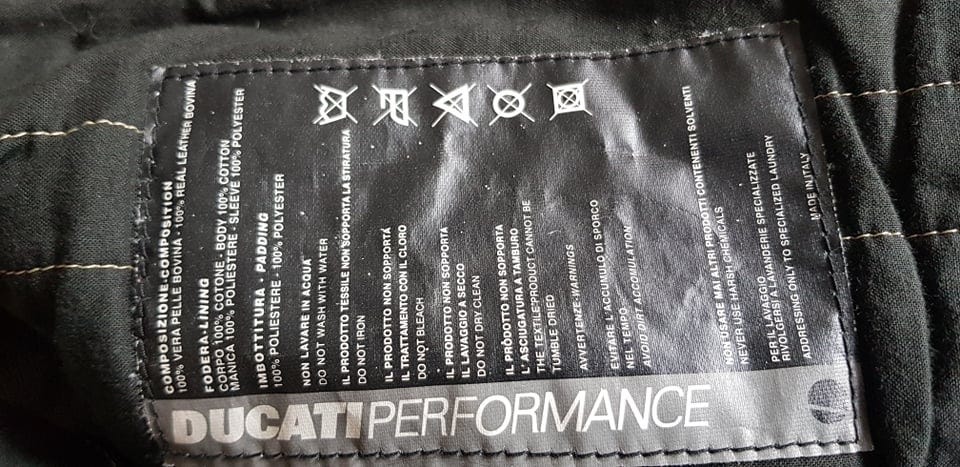 COMPOSIZIONE-COMPOSITION
100% VERA PELLE BOVINA - 100% REAL LEATHER BOVINA
FODERA - LINING
CORPO 100% COTONE - BODY 100% COTTON
MANICA 100% POLIESTERE - SLEEVE 100% POLYESTER
IMBOTTITURA - PADDING
100% POLIESTERE - 100% POLYESTER
NON LAVARE IN ACQUA
DO NOT WASH WITH WATER
IL PRODOTTO TESSILE NON SOPPORTA LA STIRATURA
DO NOT IRON
IL PRODOTTO NON SOPPORTÁ
IL TRATTAMENTO CON IL CLORO
DO NOT BLEACH
IL PRODOTTO NON SOPPORTÁ
IL LAVAGGIO A SECCO
DO NOT DRY CLEAN
IL PRODOTTO NON SOPPORTA
L'ASCIUGATURA A TAMBURO
THE TEXTILE PRODUCT CANNOT BE
TUMBLE DRIED
AVVERTENZE-WARNINGS
EVITARE L'ACCUMULO DI SPORCO
NEL TEMPO
AVOID DIRT ACCUMULATION
NON USARE MAI ALTRI PRODOTTI CONTENENTI SOLVENTI
NEVER USE HARSH CHEMICALS
PER IL LAVAGGIO SPECIALE
RIVOLGERSI A LAVANDERIE SPECIALIZZATE
ADDRESSING ONLY TO SPECIALIZED LAUNDRY
MADE IN ITALY
DUCATI PERFORMANCE